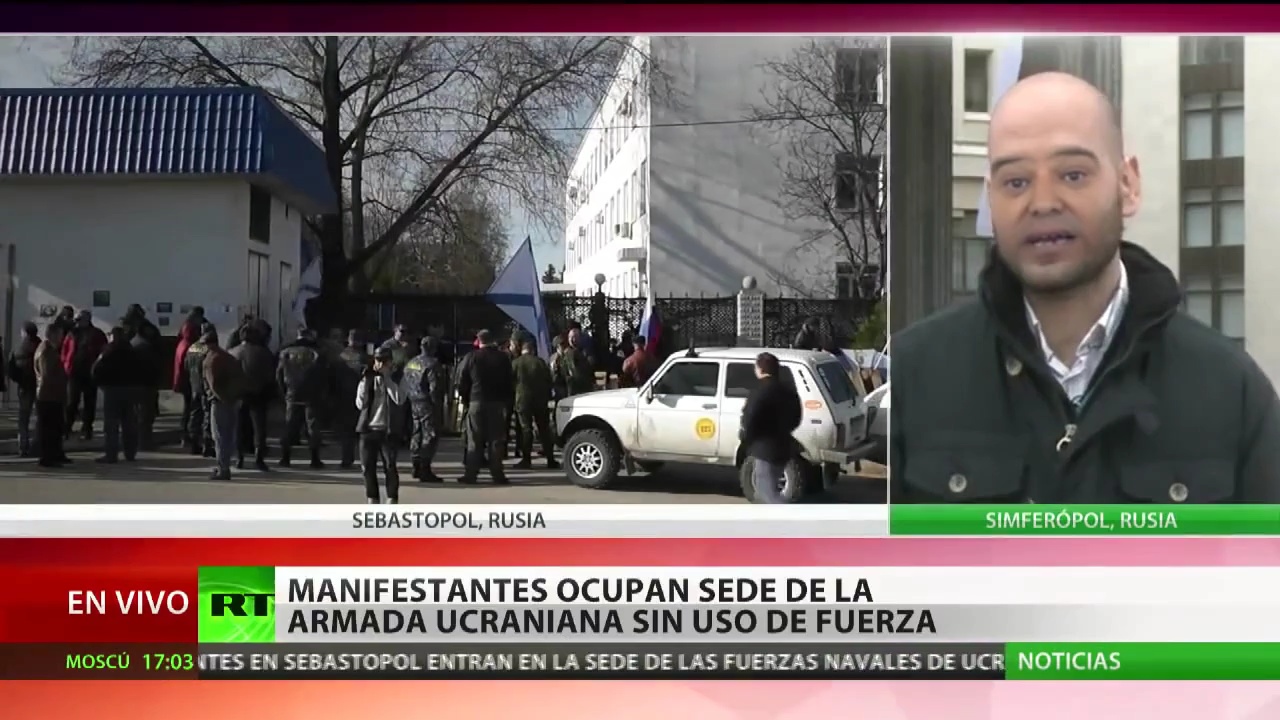 SEBASTOPOL, RUSIA
SIMFERÓPOL, RUSIA
EN VIVO
RT
MANIFESTANTES OCUPAN SEDE DE LA
ARMADA UCRANIANA SIN USO DE FUERZA
MOSCÚ 17:03
NTES EN SEBASTOPOL ENTRAN EN LA SEDE DE LAS FUERZAS NAVALES DE UCR
NOTICIAS